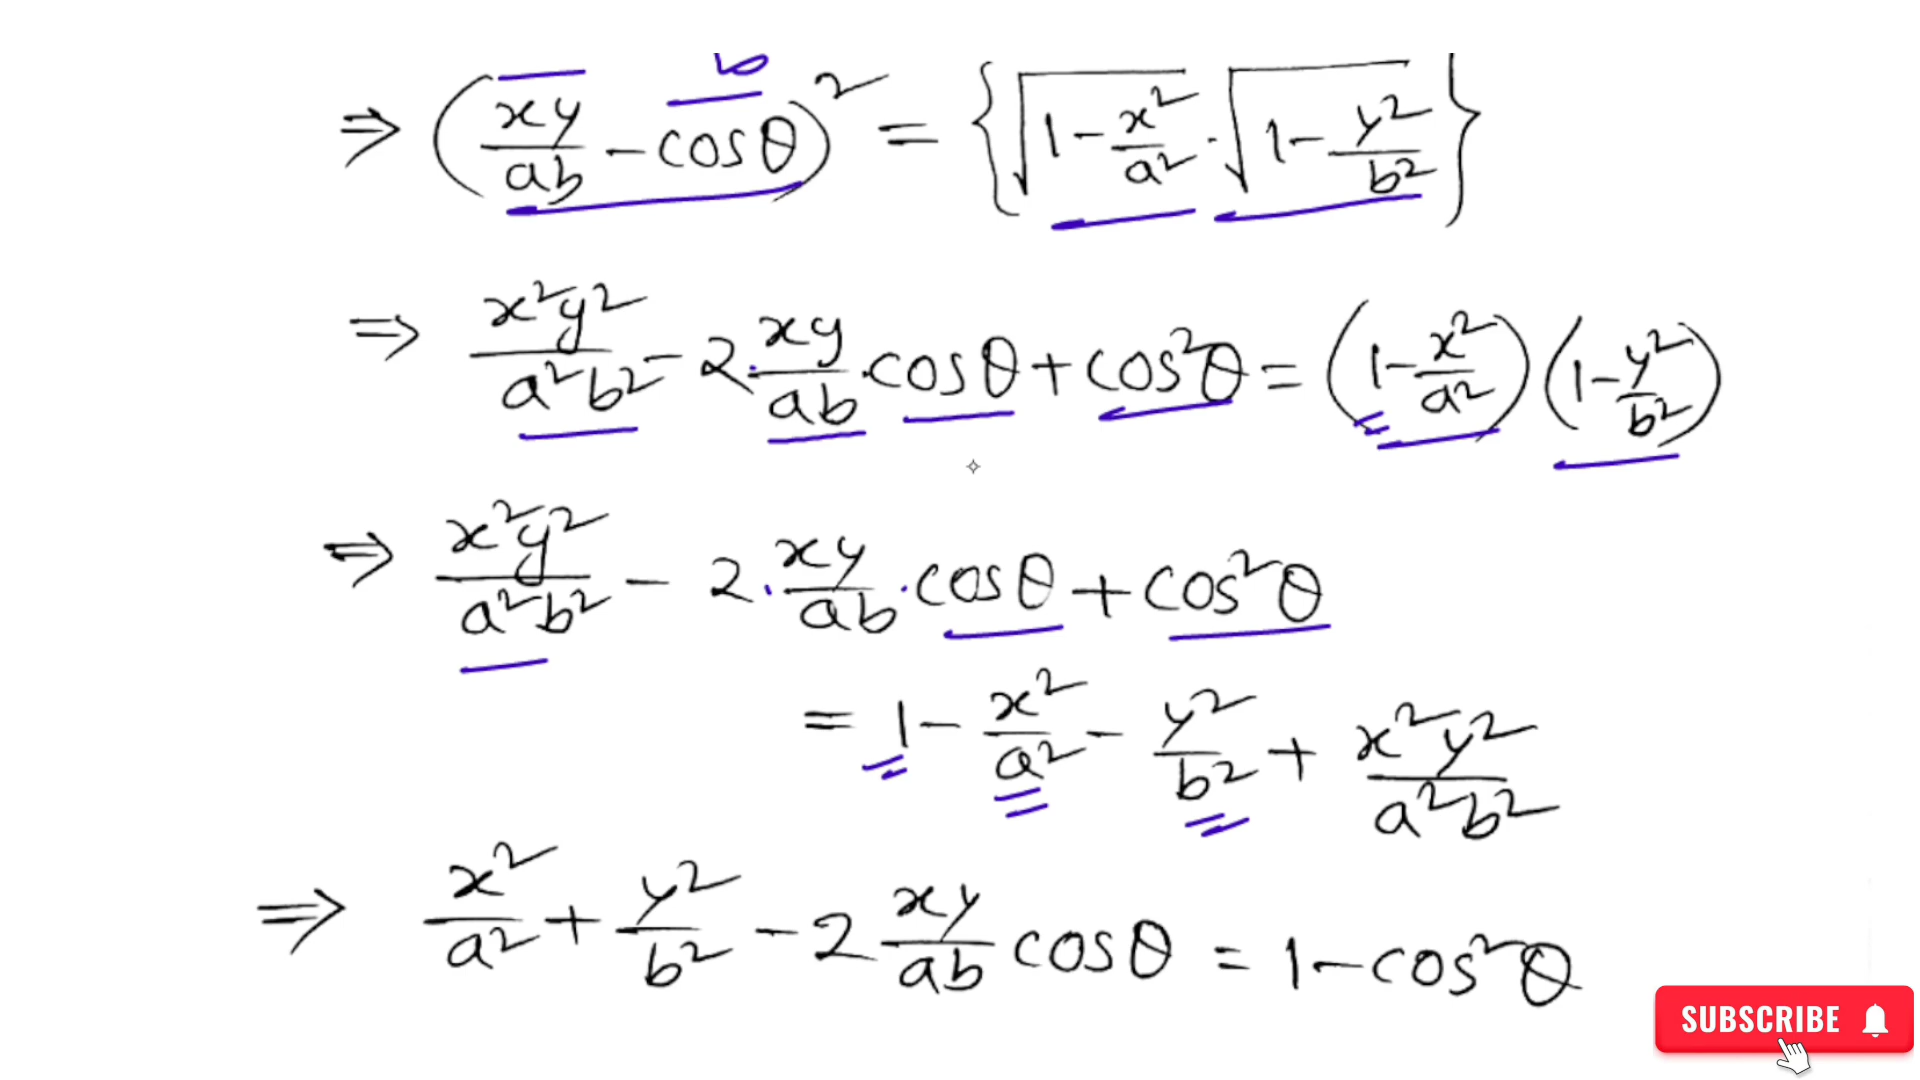 ⇒ (xy/ab - cosθ)² = {√(1 - x²/a²) · √(1 - y²/b²)}
⇒ x²y²/a²b² - 2·xy/ab·cosθ + cos²θ = (1 - x²/a²)(1 - y²/b²)
⇒ x²y²/a²b² - 2·xy/ab·cosθ + cos²θ
= 1 - x²/a² - y²/b² + x²y²/a²b²
⇒ x²/a² + y²/b² - 2 xy/ab cosθ = 1 - cos²θ
SUBSCRIBE